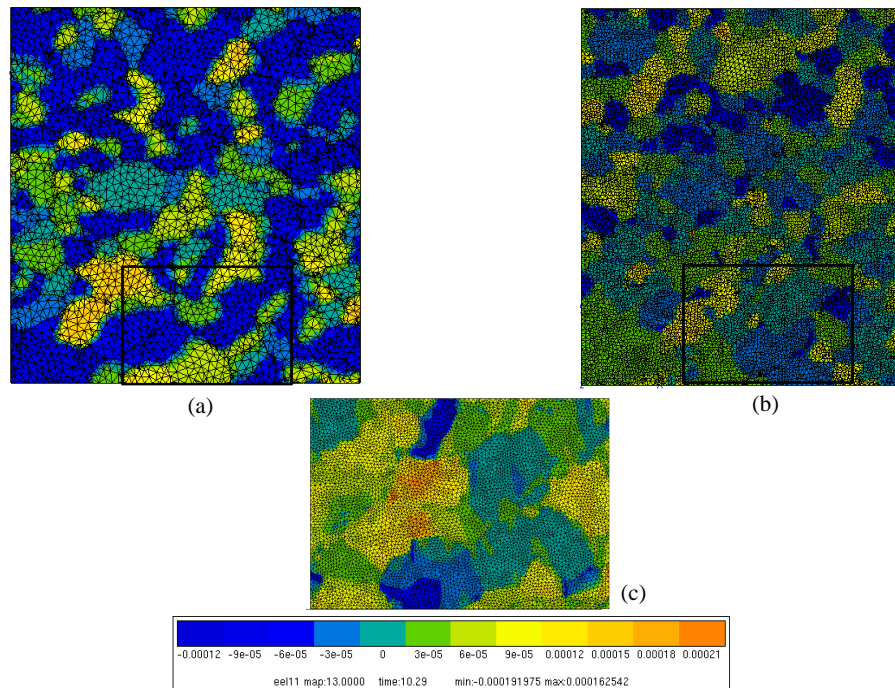 (a)
(b)
(c)
-0.00012 -9e-05 -6e-05 -3e-05 0 3e-05 6e-05 9e-05 0.00012 0.00015 0.00018 0.00021
eel11 map:13.0000 time:10.29 min:-0.000191975 max:0.000162542